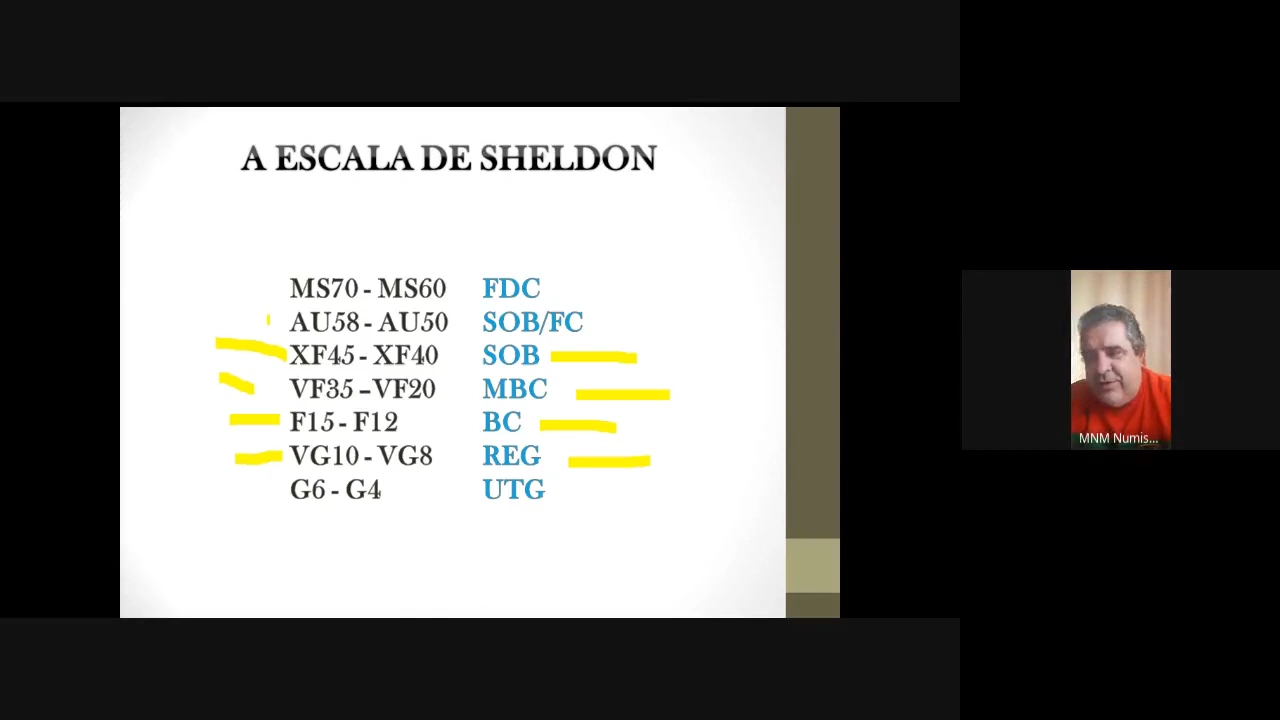 A ESCALA DE SHELDON
MS70 - MS60 FDC
AU58 - AU50 SOB/FC
XF45 - XF40 SOB
VF35 –VF20 MBC
F15 - F12 BC
VG10 - VG8 REG
G6 - G4 UTG
MNM Numis...